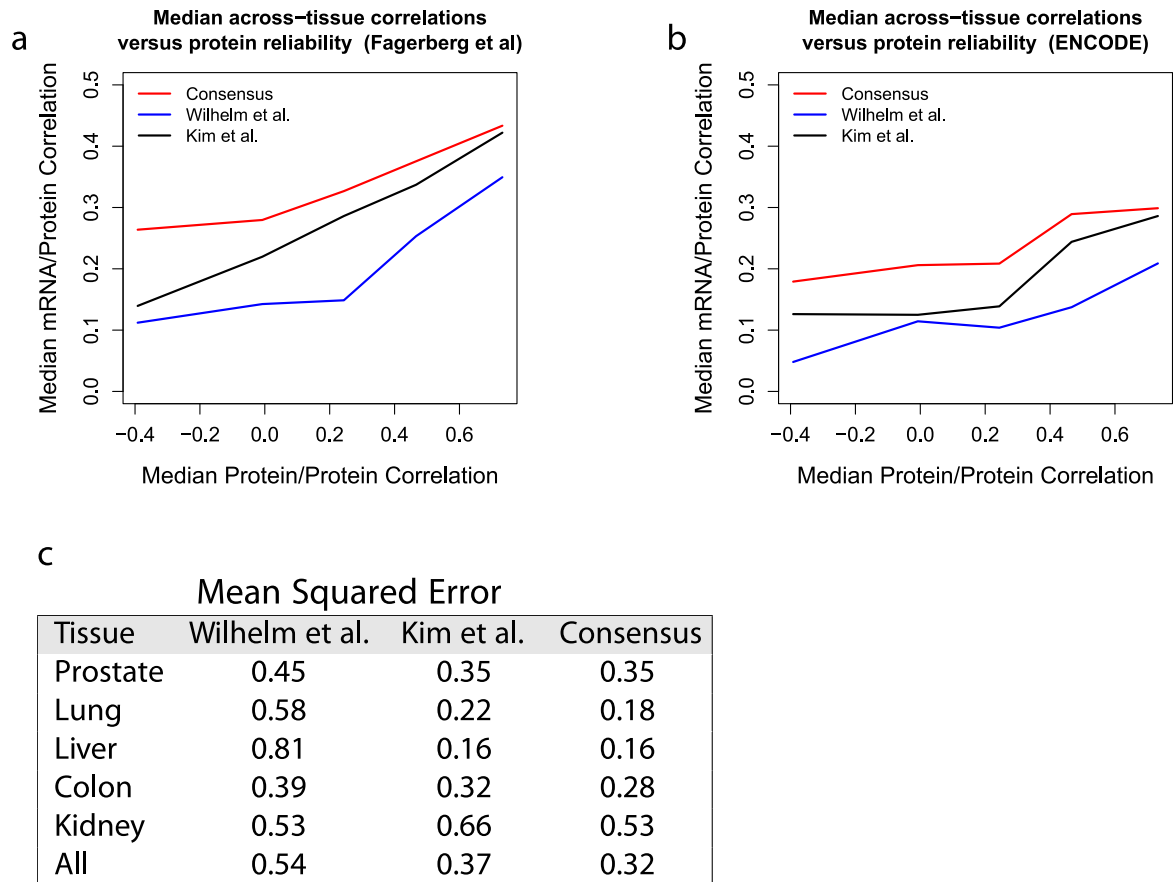 a
Median across−tissue correlations
versus protein reliability (Fagerberg et al)
Consensus
Wilhelm et al.
Kim et al.
Median mRNA/Protein Correlation
0.5
0.4
0.3
0.2
0.1
0.0
−0.4 −0.2 0.0 0.2 0.4 0.6
Median Protein/Protein Correlation
b
Median across−tissue correlations
versus protein reliability (ENCODE)
Consensus
Wilhelm et al.
Kim et al.
Median mRNA/Protein Correlation
0.5
0.4
0.3
0.2
0.1
0.0
−0.4 −0.2 0.0 0.2 0.4 0.6
Median Protein/Protein Correlation
c
Mean Squared Error
Tissue Wilhelm et al. Kim et al. Consensus
Prostate 0.45 0.35 0.35
Lung 0.58 0.22 0.18
Liver 0.81 0.16 0.16
Colon 0.39 0.32 0.28
Kidney 0.53 0.66 0.53
All 0.54 0.37 0.32